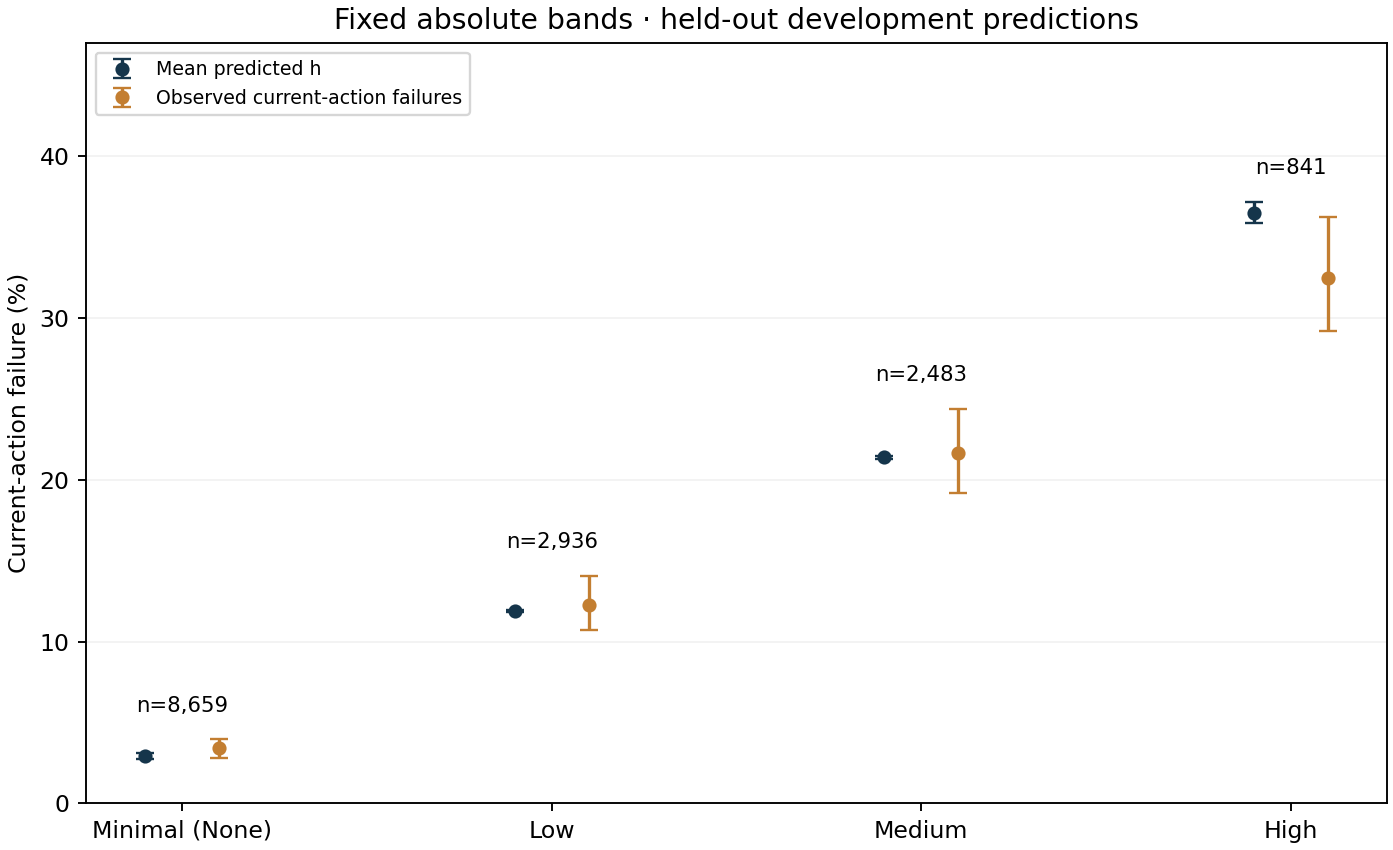 Fixed absolute bands · held-out development predictions
Mean predicted h
Observed current-action failures
Current-action failure (%)
40
30
20
10
0
n=841
n=2,483
n=2,936
n=8,659
Minimal (None)
Low
Medium
High